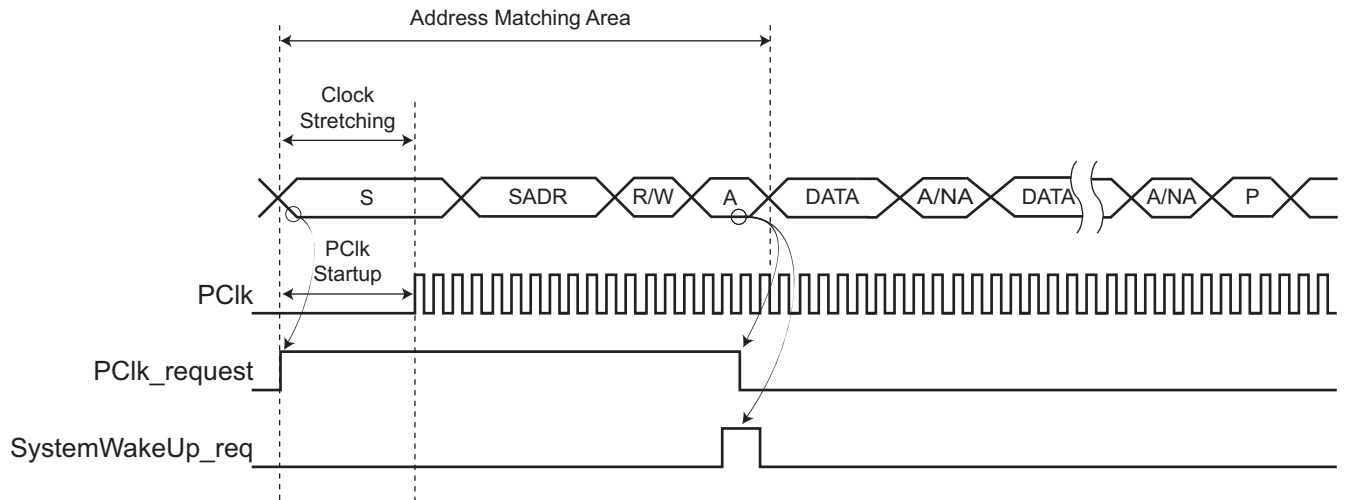 Address Matching Area
Clock
Stretching
S
SADR
R/W
A
DATA
A/NA
DATA
A/NA
P
PClk
Startup
PClk
PClk_request
SystemWakeUp_req